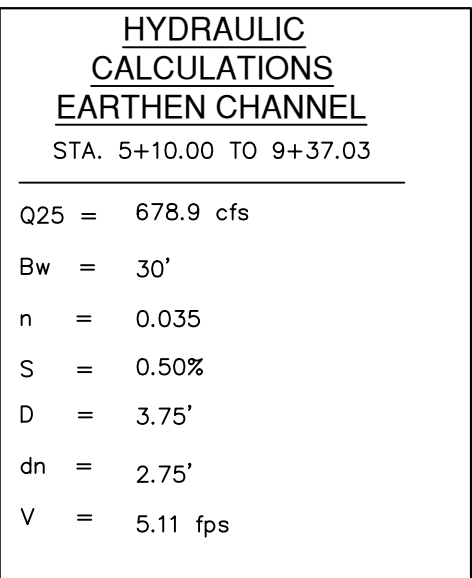 HYDRAULIC
CALCULATIONS
EARTHEN CHANNEL
STA. 5+10.00 TO 9+37.03
Q25 = 678.9 cfs
Bw = 30'
n = 0.035
S = 0.50%
D = 3.75'
dn = 2.75'
V = 5.11 fps